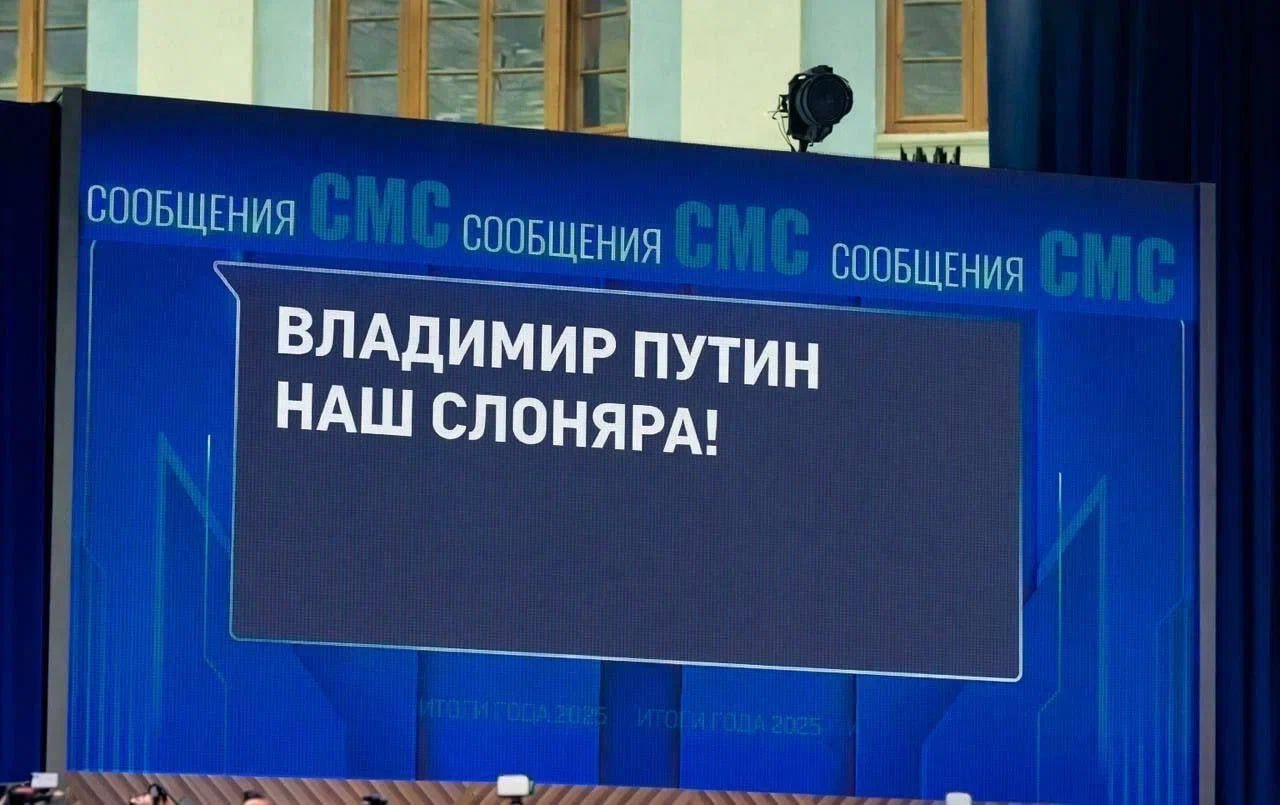 СООБЩЕНИЯ СМС СООБЩЕНИЯ СМС СООБЩЕНИЯ СМС
ВЛАДИМИР ПУТИН
НАШ СЛОНЯРА!
ИТОГИ ГОДА 2025 ИТОГИ ГОДА 2025